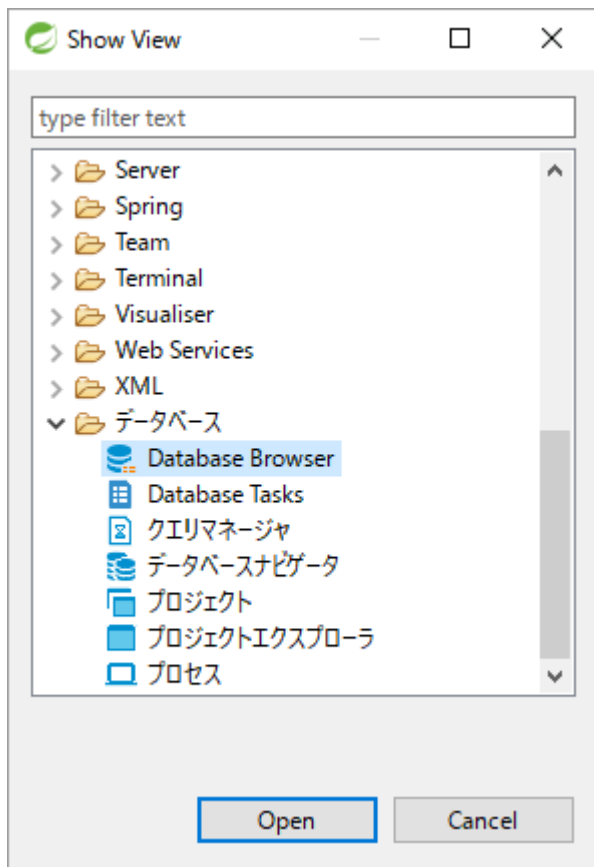 Show View
type filter text
Server
Spring
Team
Terminal
Visualiser
Web Services
XML
データベース
Database Browser
Database Tasks
クエリマネージャ
データベースナビゲータ
プロジェクト
プロジェクトエクスプローラ
プロセス
Open
Cancel